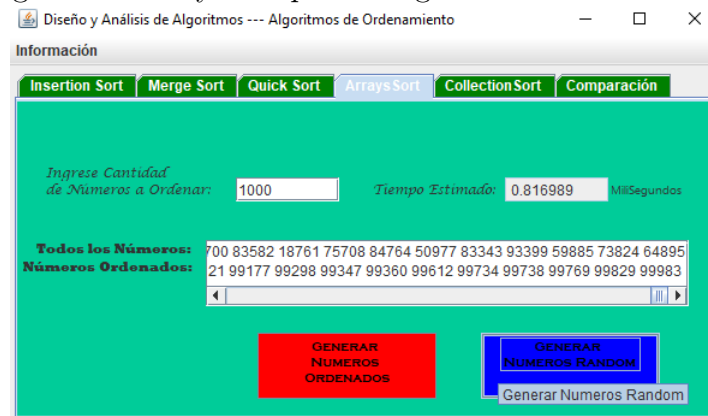 Diseño y Análisis de Algoritmos --- Algoritmos de Ordenamiento
Información
Insertion Sort Merge Sort Quick Sort ArraysSort CollectionSort Comparación
Ingrese Cantidad
de Números a Ordenar: 1000 Tiempo Estimado: 0.816989 MiliSegundos
Todos los Números: 700 83582 18761 75708 84764 50977 83343 93399 59885 73824 64895
Números Ordenados: 21 99177 99298 99347 99360 99612 99734 99738 99769 99829 99983
GENERAR
NUMEROS
ORDENADOS
GENERAR
NUMEROS RANDOM
Generar Numeros Random